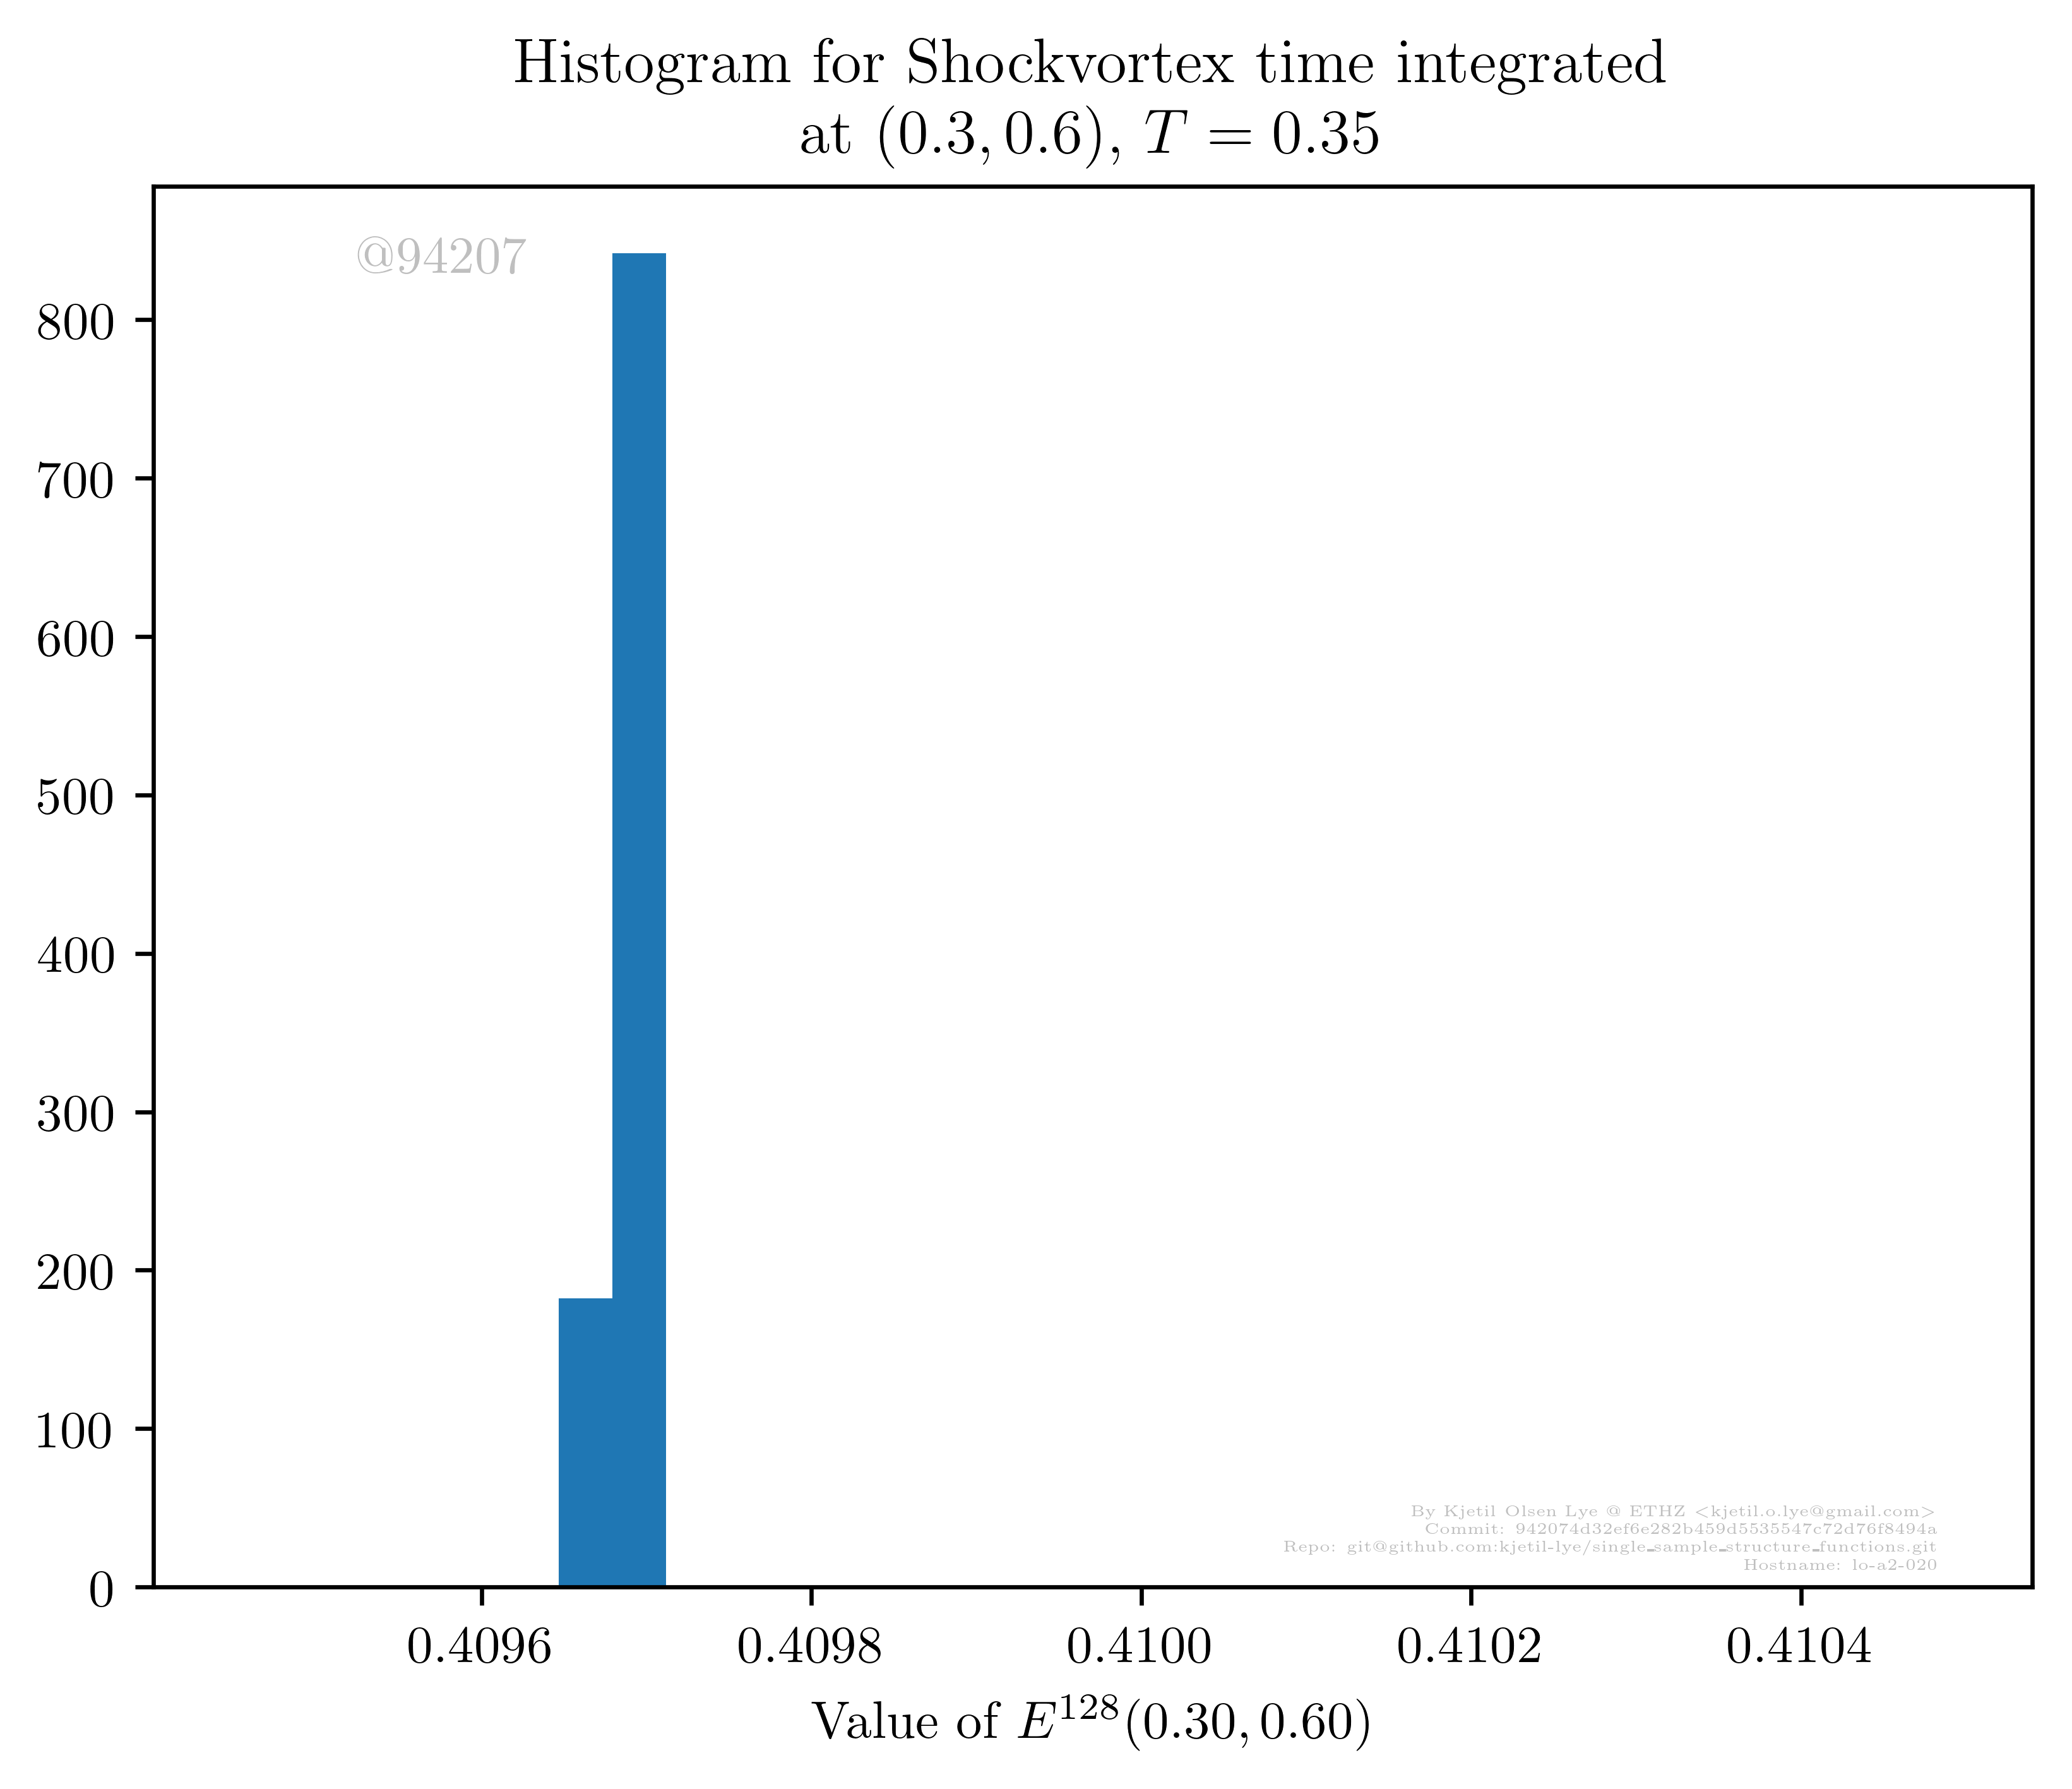 Histogram for Shockvortex time integrated
at (0.3, 0.6), T = 0.35
@94207
800
700
600
500
400
300
200
100
0
By Kjetil Olsen Lye @ ETHZ <kjetil.o.lye@gmail.com>
Commit: 942074d32ef6e282b459d5535547c72d76f8494a
Repo: git@github.com:kjetil-lye/single_sample_structure_functions.git
Hostname: lo-a2-020
0.4096 0.4098 0.4100 0.4102 0.4104
Value of E^128(0.30, 0.60)